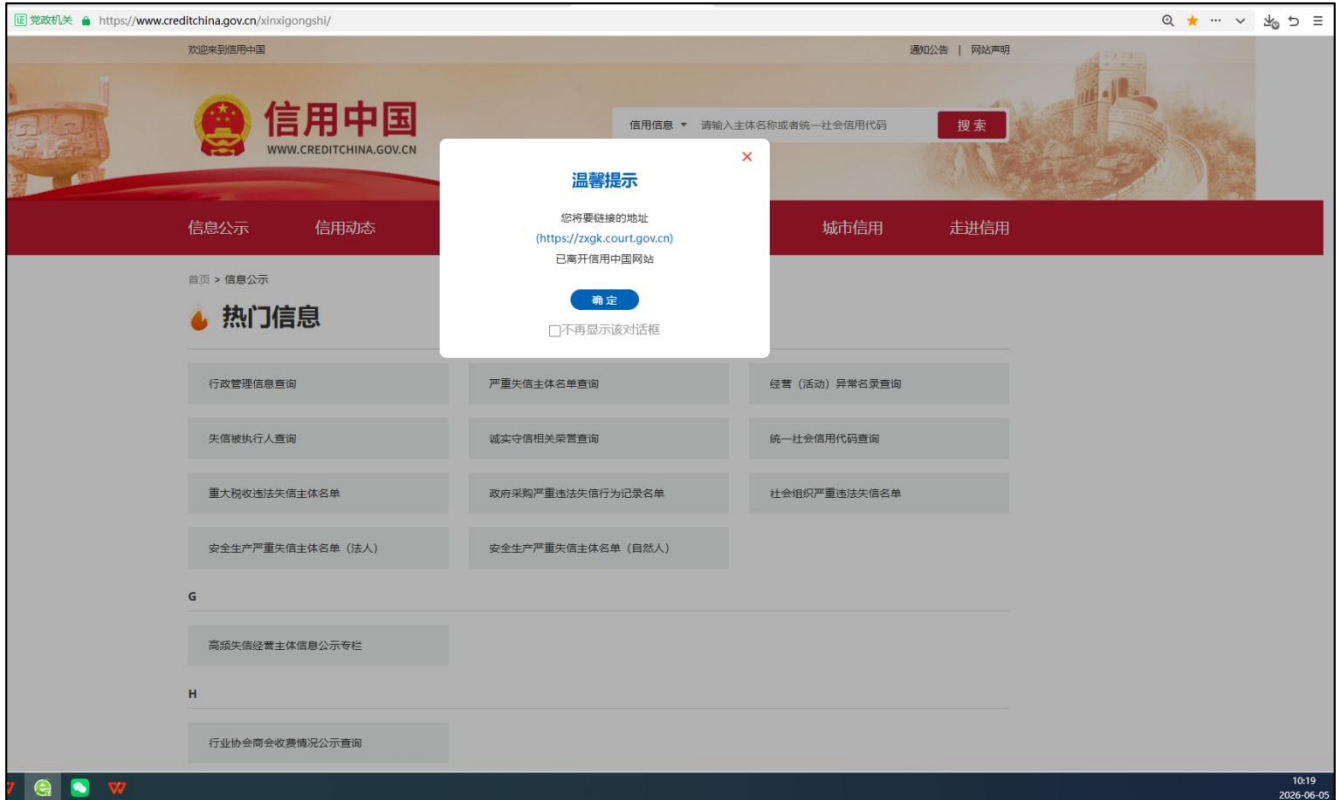 证 党政机关 https://www.creditchina.gov.cn/xinxigongshi/
欢迎来到信用中国 通知公告 | 网站声明
信用中国
WWW.CREDITCHINA.GOV.CN
信用信息 请输入主体名称或者统一社会信用代码 搜索
温馨提示
您将要链接的地址
(https://zxgk.court.gov.cn)
已离开信用中国网站
确定
不再显示该对话框
信息公示 信用动态 城市信用 走进信用
首页 > 信息公示
热门信息
行政管理信息查询 严重失信主体名单查询 经营（活动）异常名录查询
失信被执行人查询 诚实守信相关荣誉查询 统一社会信用代码查询
重大税收违法失信主体名单 政府采购严重违法失信行为记录名单 社会组织严重违法失信名单
安全生产严重失信主体名单（法人） 安全生产严重失信主体名单（自然人）
G
高频失信经营主体信息公示专栏
H
行业协会商会收费情况公示查询
10:19
2026-06-05